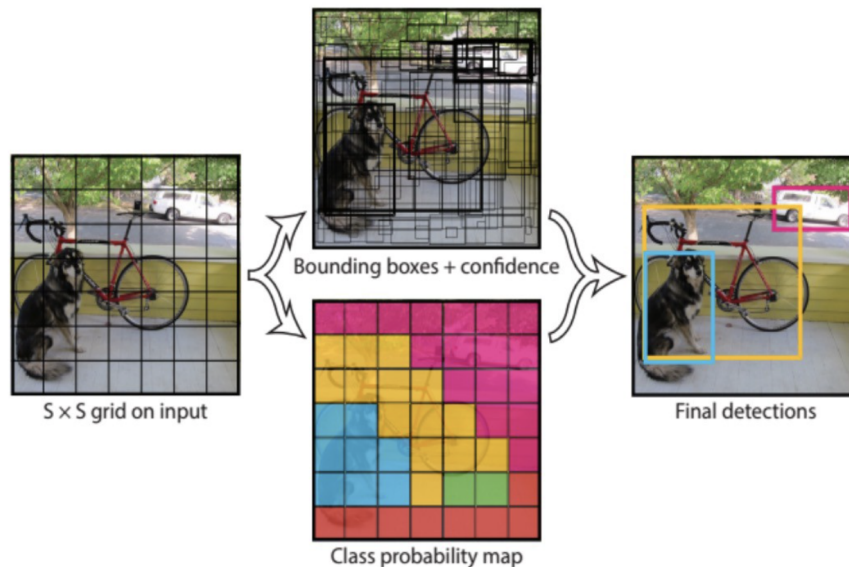 Bounding boxes + confidence
S × S grid on input
Final detections
Class probability map